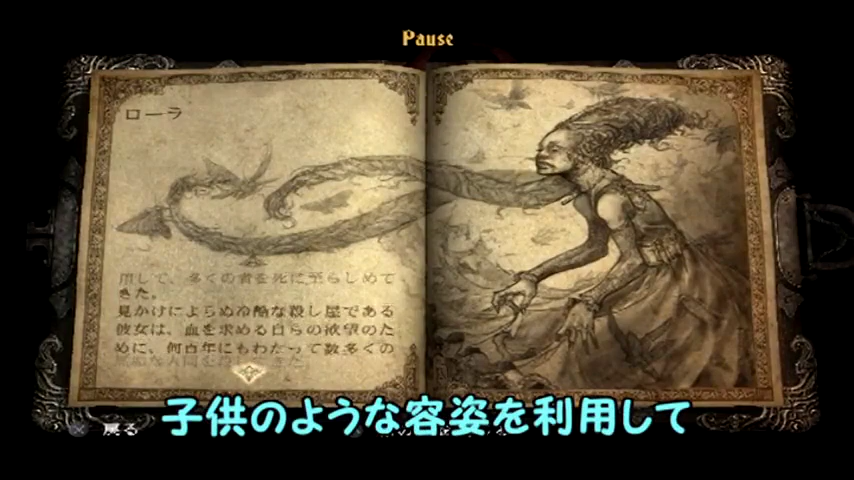 Pause
ローラ
用して、多くの者を死に至らしめて
きた。
見かけによらぬ冷酷な殺し屋である
彼女は、血を求める自らの欲望のた
めに、何百年にもわたって数多くの
子供のような容姿を利用して
戻る